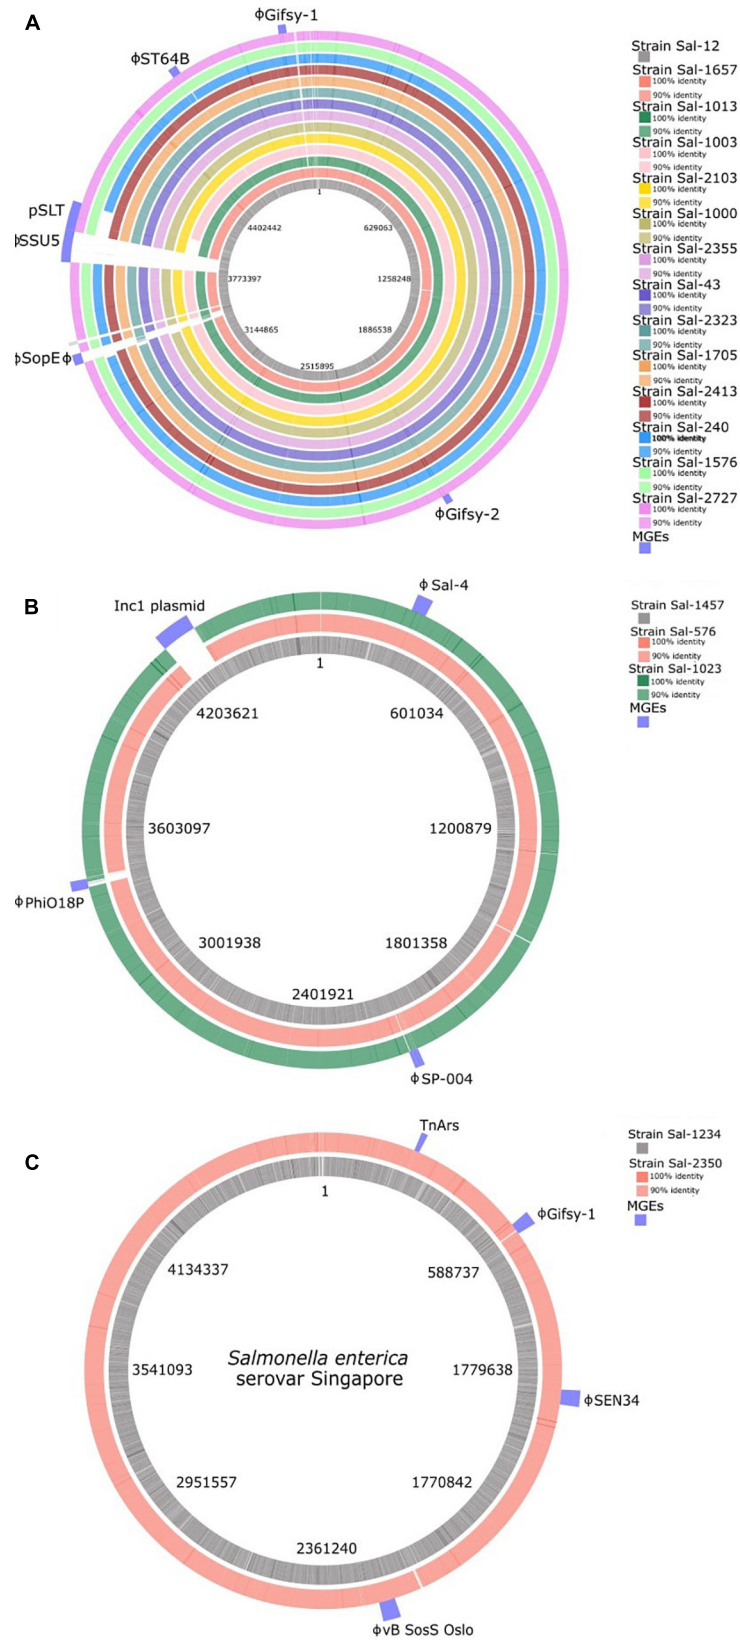 A
ϕGifsy-1
ϕST64B
pSLT
ϕSSU5
ϕSopEϕ
ϕGifsy-2
1
629063
1258248
1886538
2515895
3144865
3773397
4402442
Strain Sal-12
Strain Sal-1657
100% identity
90% identity
Strain Sal-1013
100% identity
90% identity
Strain Sal-1003
100% identity
90% identity
Strain Sal-2103
100% identity
90% identity
Strain Sal-1000
100% identity
90% identity
Strain Sal-2355
100% identity
90% identity
Strain Sal-43
100% identity
90% identity
Strain Sal-2323
100% identity
90% identity
Strain Sal-1705
100% identity
90% identity
Strain Sal-2413
100% identity
90% identity
Strain Sal-240
100% identity
90% identity
Strain Sal-1576
100% identity
90% identity
Strain Sal-2727
100% identity
90% identity
MGEs
B
Inc1 plasmid
ϕSal-4
ϕPhiO18P
ϕSP-004
1
601034
1200879
1801358
2401921
3001938
3603097
4203621
Strain Sal-1457
Strain Sal-576
100% identity
90% identity
Strain Sal-1023
100% identity
90% identity
MGEs
C
TnArs
ϕGifsy-1
ϕSEN34
ϕvB SosS Oslo
1
588737
1779638
1770842
2361240
2951557
3541093
4134337
Salmonella enterica
serovar Singapore
Strain Sal-1234
Strain Sal-2350
100% identity
90% identity
MGEs